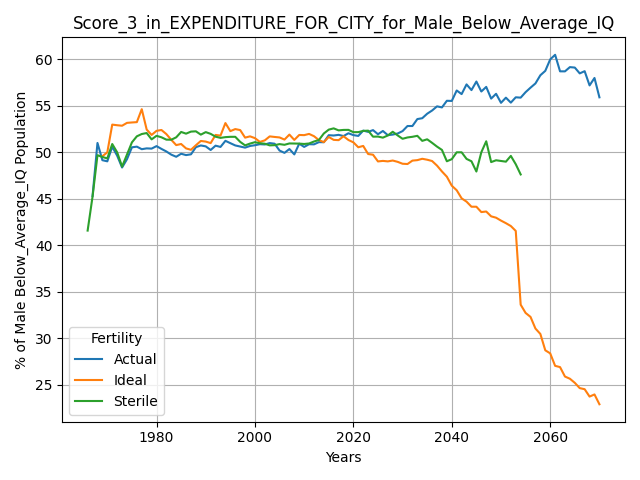 Score_3_in_EXPENDITURE_FOR_CITY_for_Male_Below_Average_IQ
% of Male Below_Average_IQ Population
60
55
50
45
40
35
30
25
Fertility
Actual
Ideal
Sterile
1980
2000
2020
2040
2060
Years